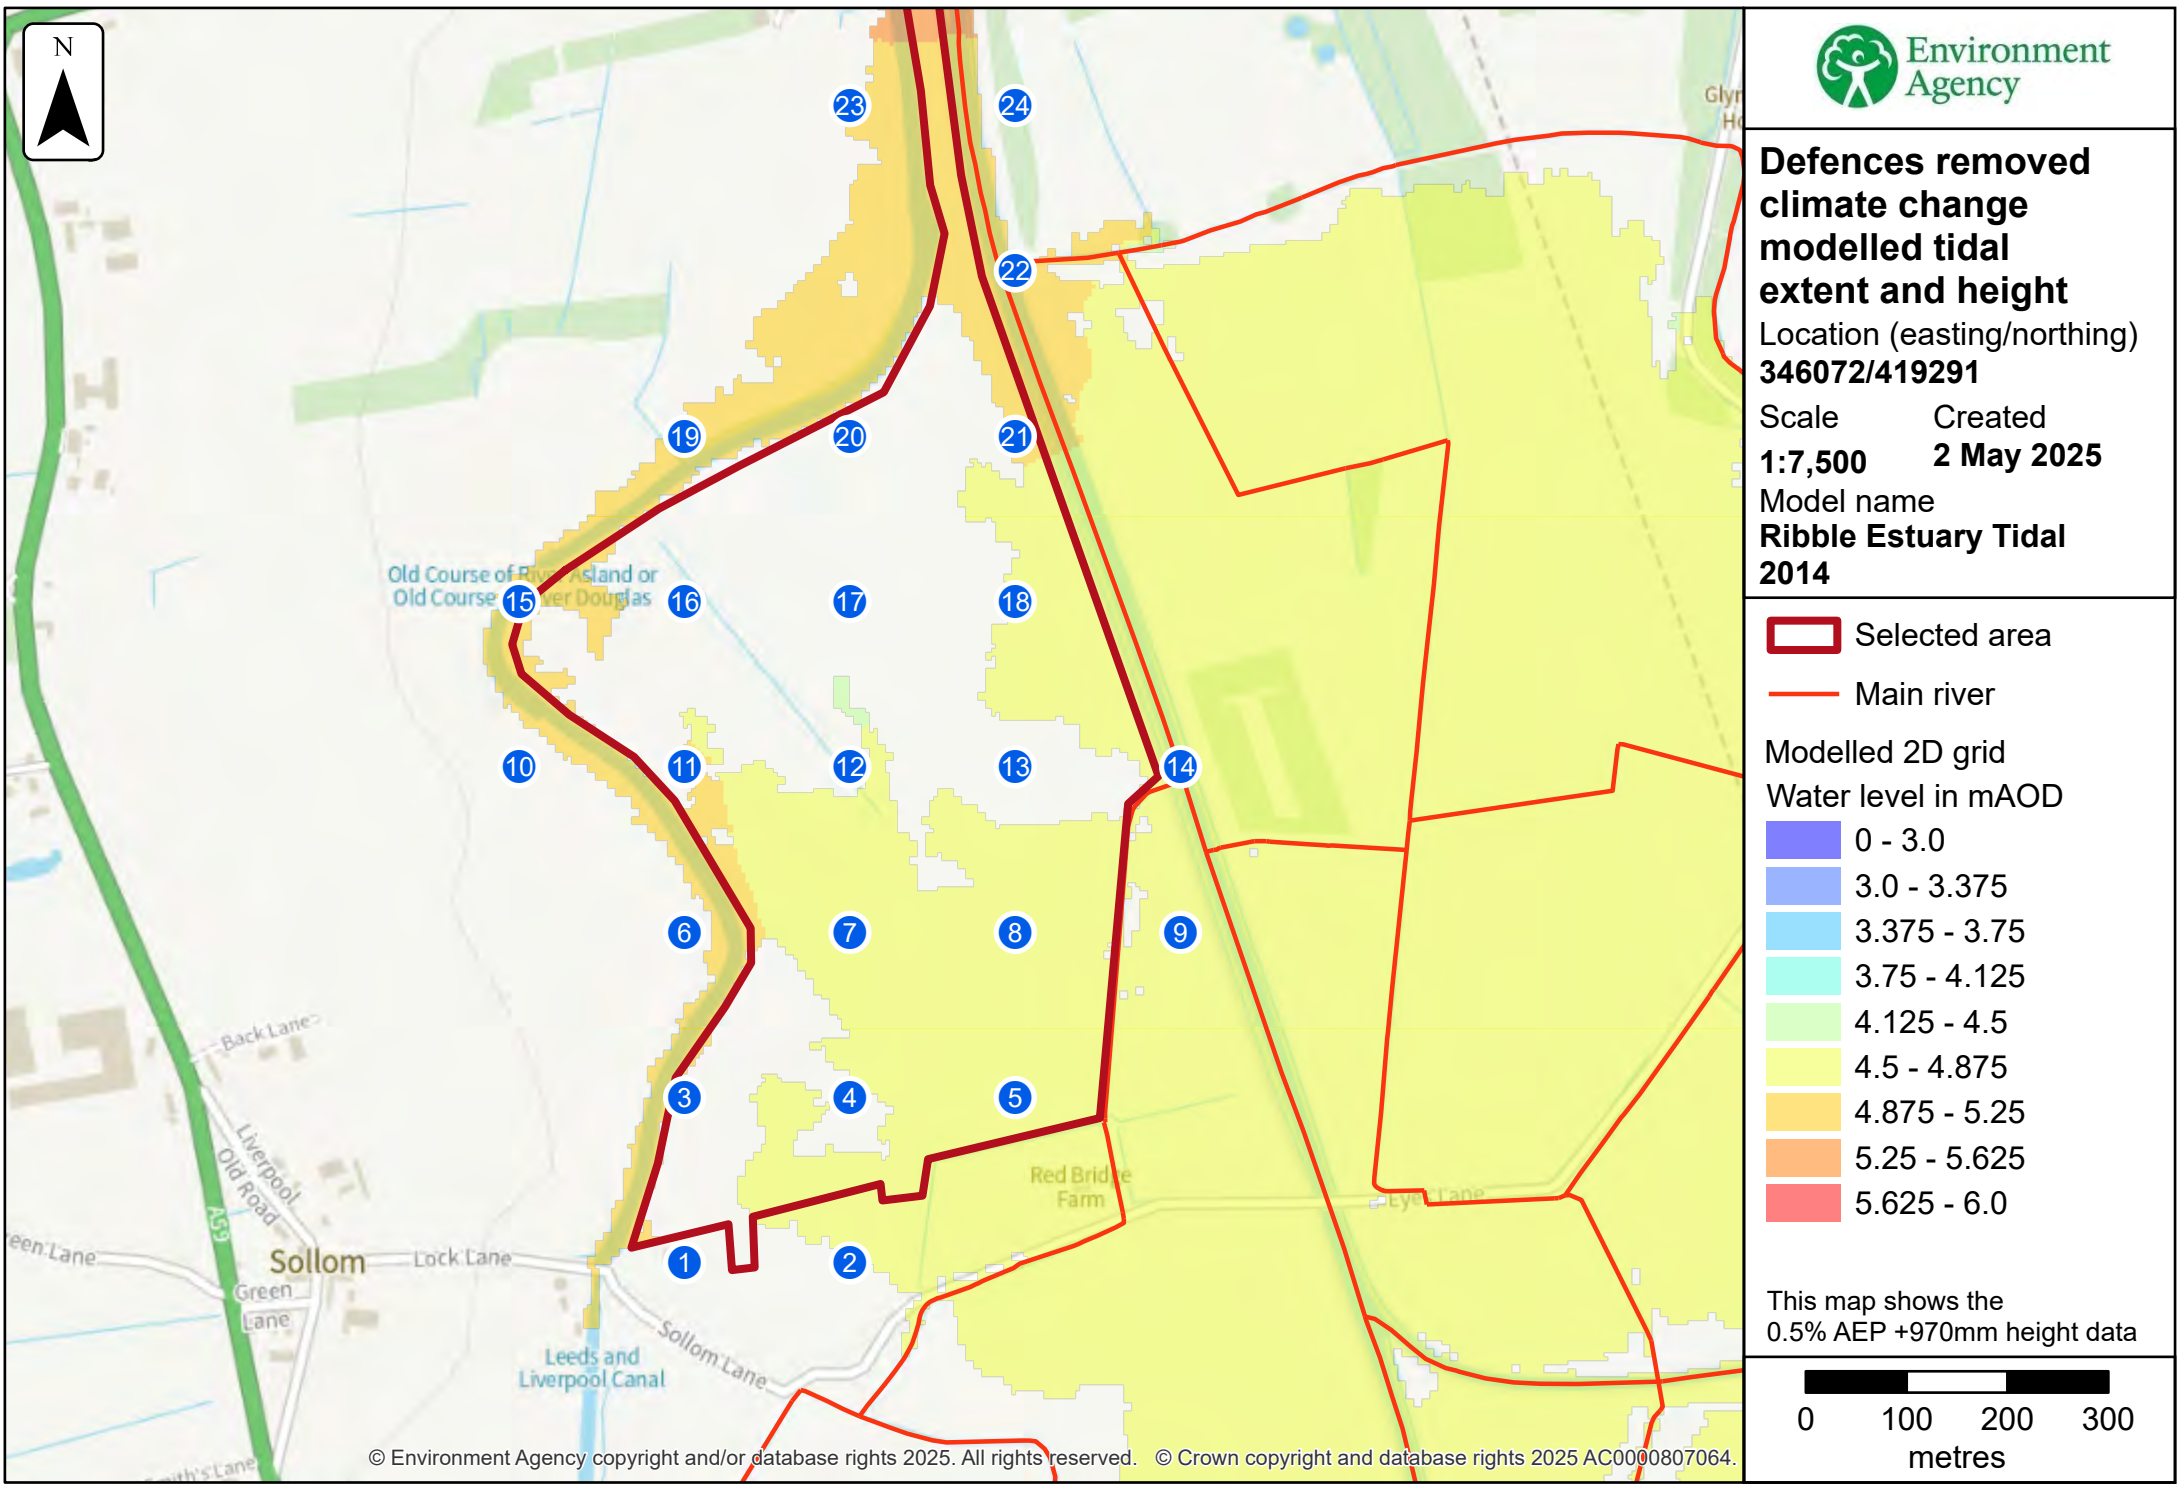 N
23
24
22
19
20
21
15
16
17
18
10
11
12
13
14
6
7
8
9
3
4
5
1
2
Old Course of River Asland or
Old Course
Douglas
Back Lane
Liverpool
Old Road
A59
Sollom
Lock Lane
Green
Lane
Sollom Lane
Leeds and
Liverpool Canal
Red Bridge
Farm
Lane
© Environment Agency copyright and/or database rights 2025. All rights reserved. © Crown copyright and database rights 2025 AC0000807064.
Environment
Agency
Defences removed
climate change
modelled tidal
extent and height
Location (easting/northing)
346072/419291
Scale Created
1:7,500 2 May 2025
Model name
Ribble Estuary Tidal
2014
Selected area
Main river
Modelled 2D grid
Water level in mAOD
0 - 3.0
3.0 - 3.375
3.375 - 3.75
3.75 - 4.125
4.125 - 4.5
4.5 - 4.875
4.875 - 5.25
5.25 - 5.625
5.625 - 6.0
This map shows the
0.5% AEP +970mm height data
0 100 200 300
metres